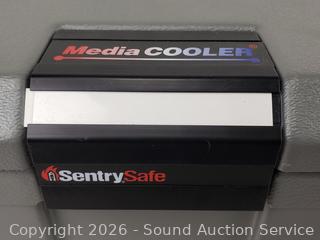 Media COOLER®
SentrySafe
Copyright 2026 - Sound Auction Service